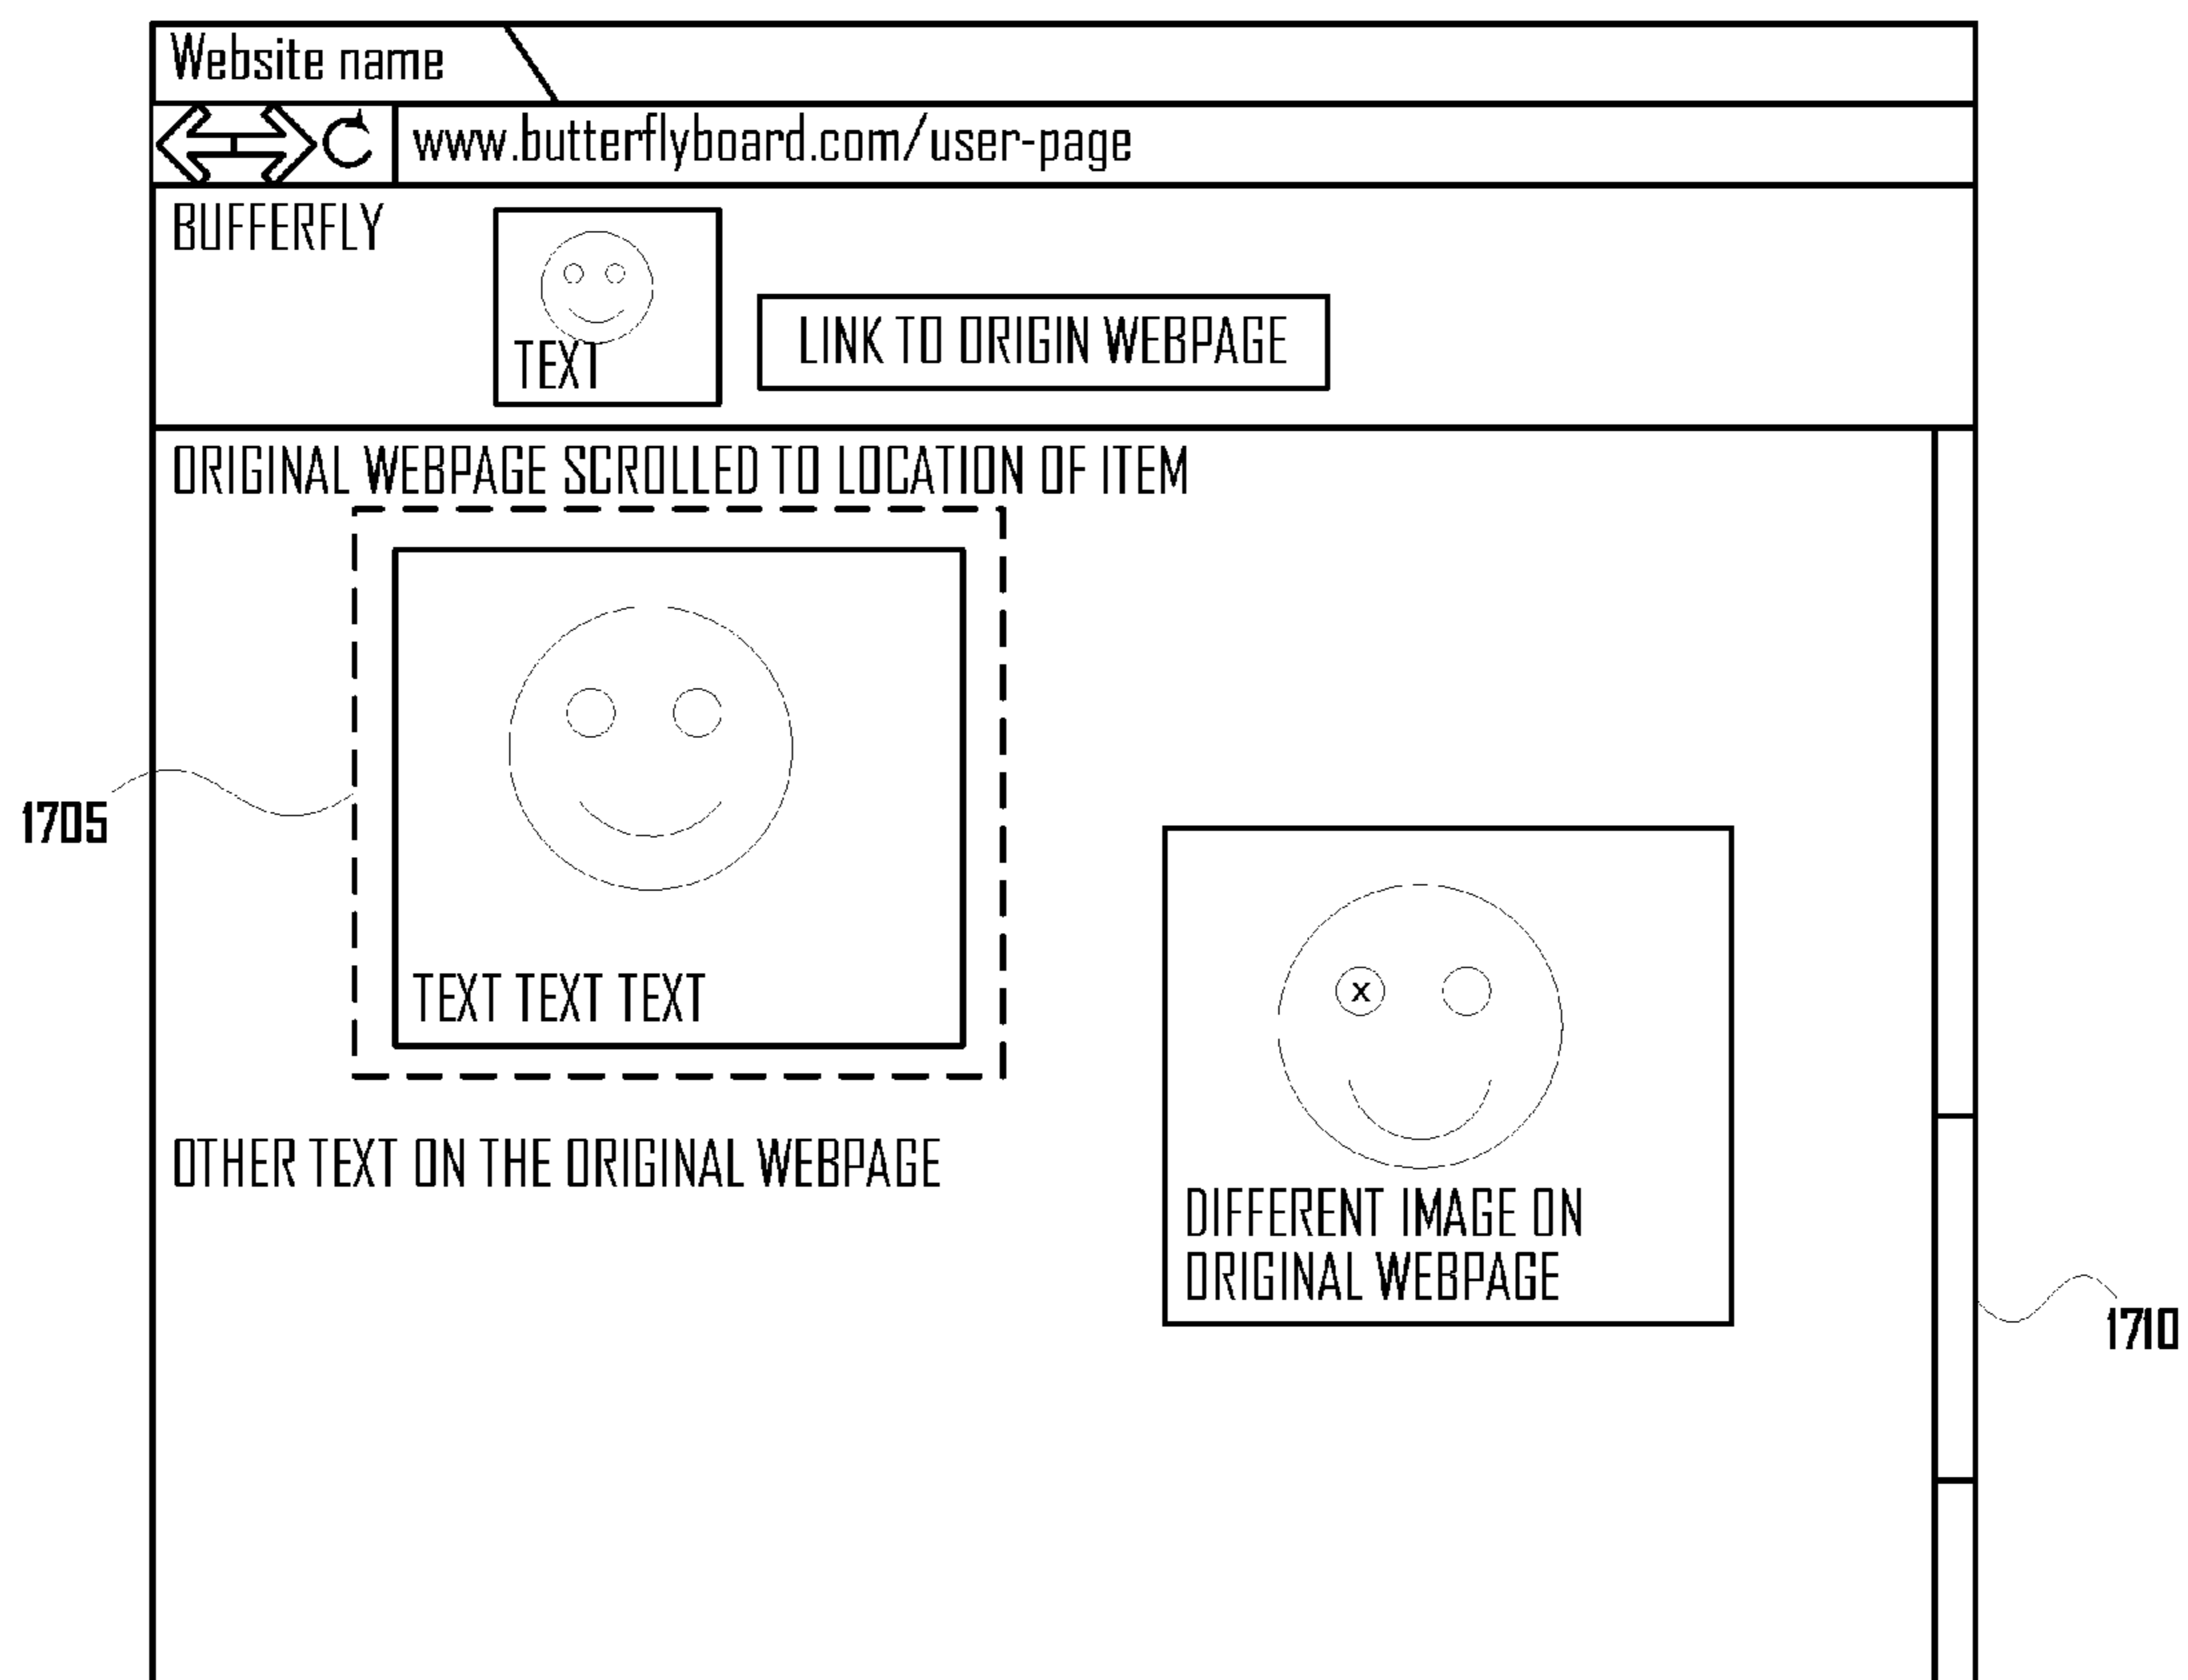 Website name
www.butterflyboard.com/user-page
BUFFERFLY
TEXT
LINK TO ORIGIN WEBPAGE
ORIGINAL WEBPAGE SCROLLED TO LOCATION OF ITEM
TEXT TEXT TEXT
1705
x
OTHER TEXT ON THE ORIGINAL WEBPAGE
DIFFERENT IMAGE ON
ORIGINAL WEBPAGE
1710